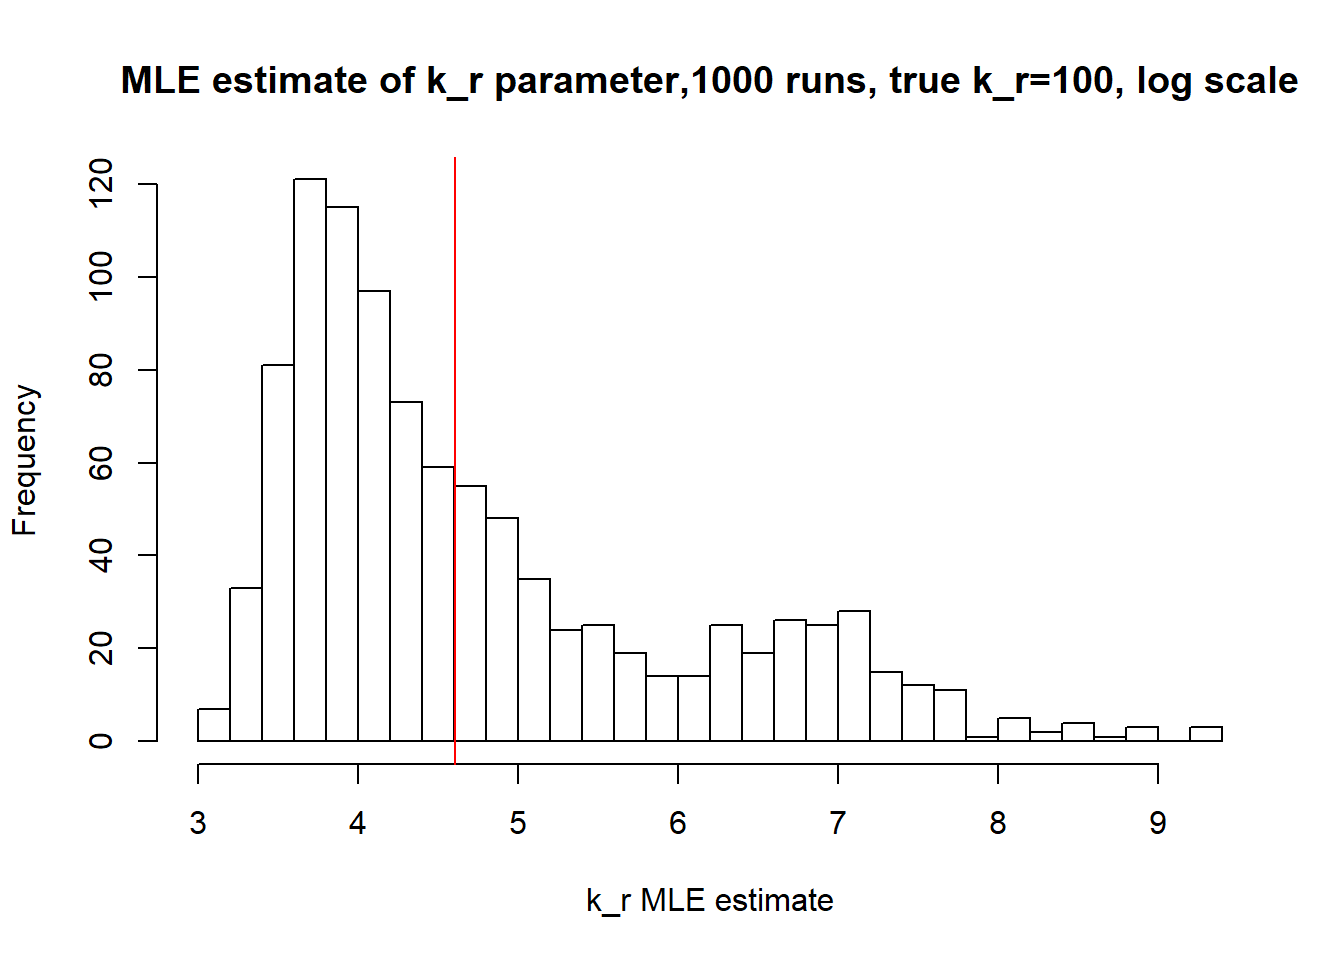 MLE estimate of k_r parameter,1000 runs, true k_r=100, log scale
120
100
80
60
40
20
0
Frequency
3 4 5 6 7 8 9
k_r MLE estimate